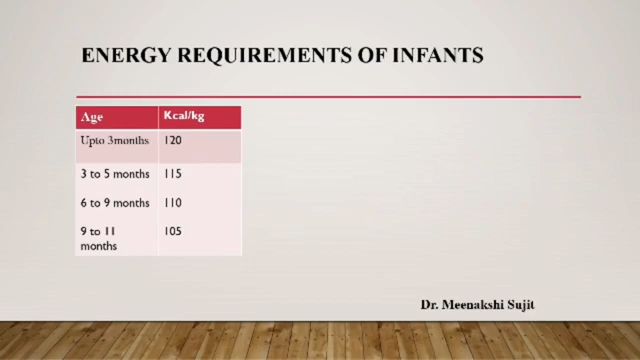 ENERGY REQUIREMENTS OF INFANTS
Age Kcal/kg
Upto 3months 120
3 to 5 months 115
6 to 9 months 110
9 to 11 105
months
Dr. Meenakshi Sujit